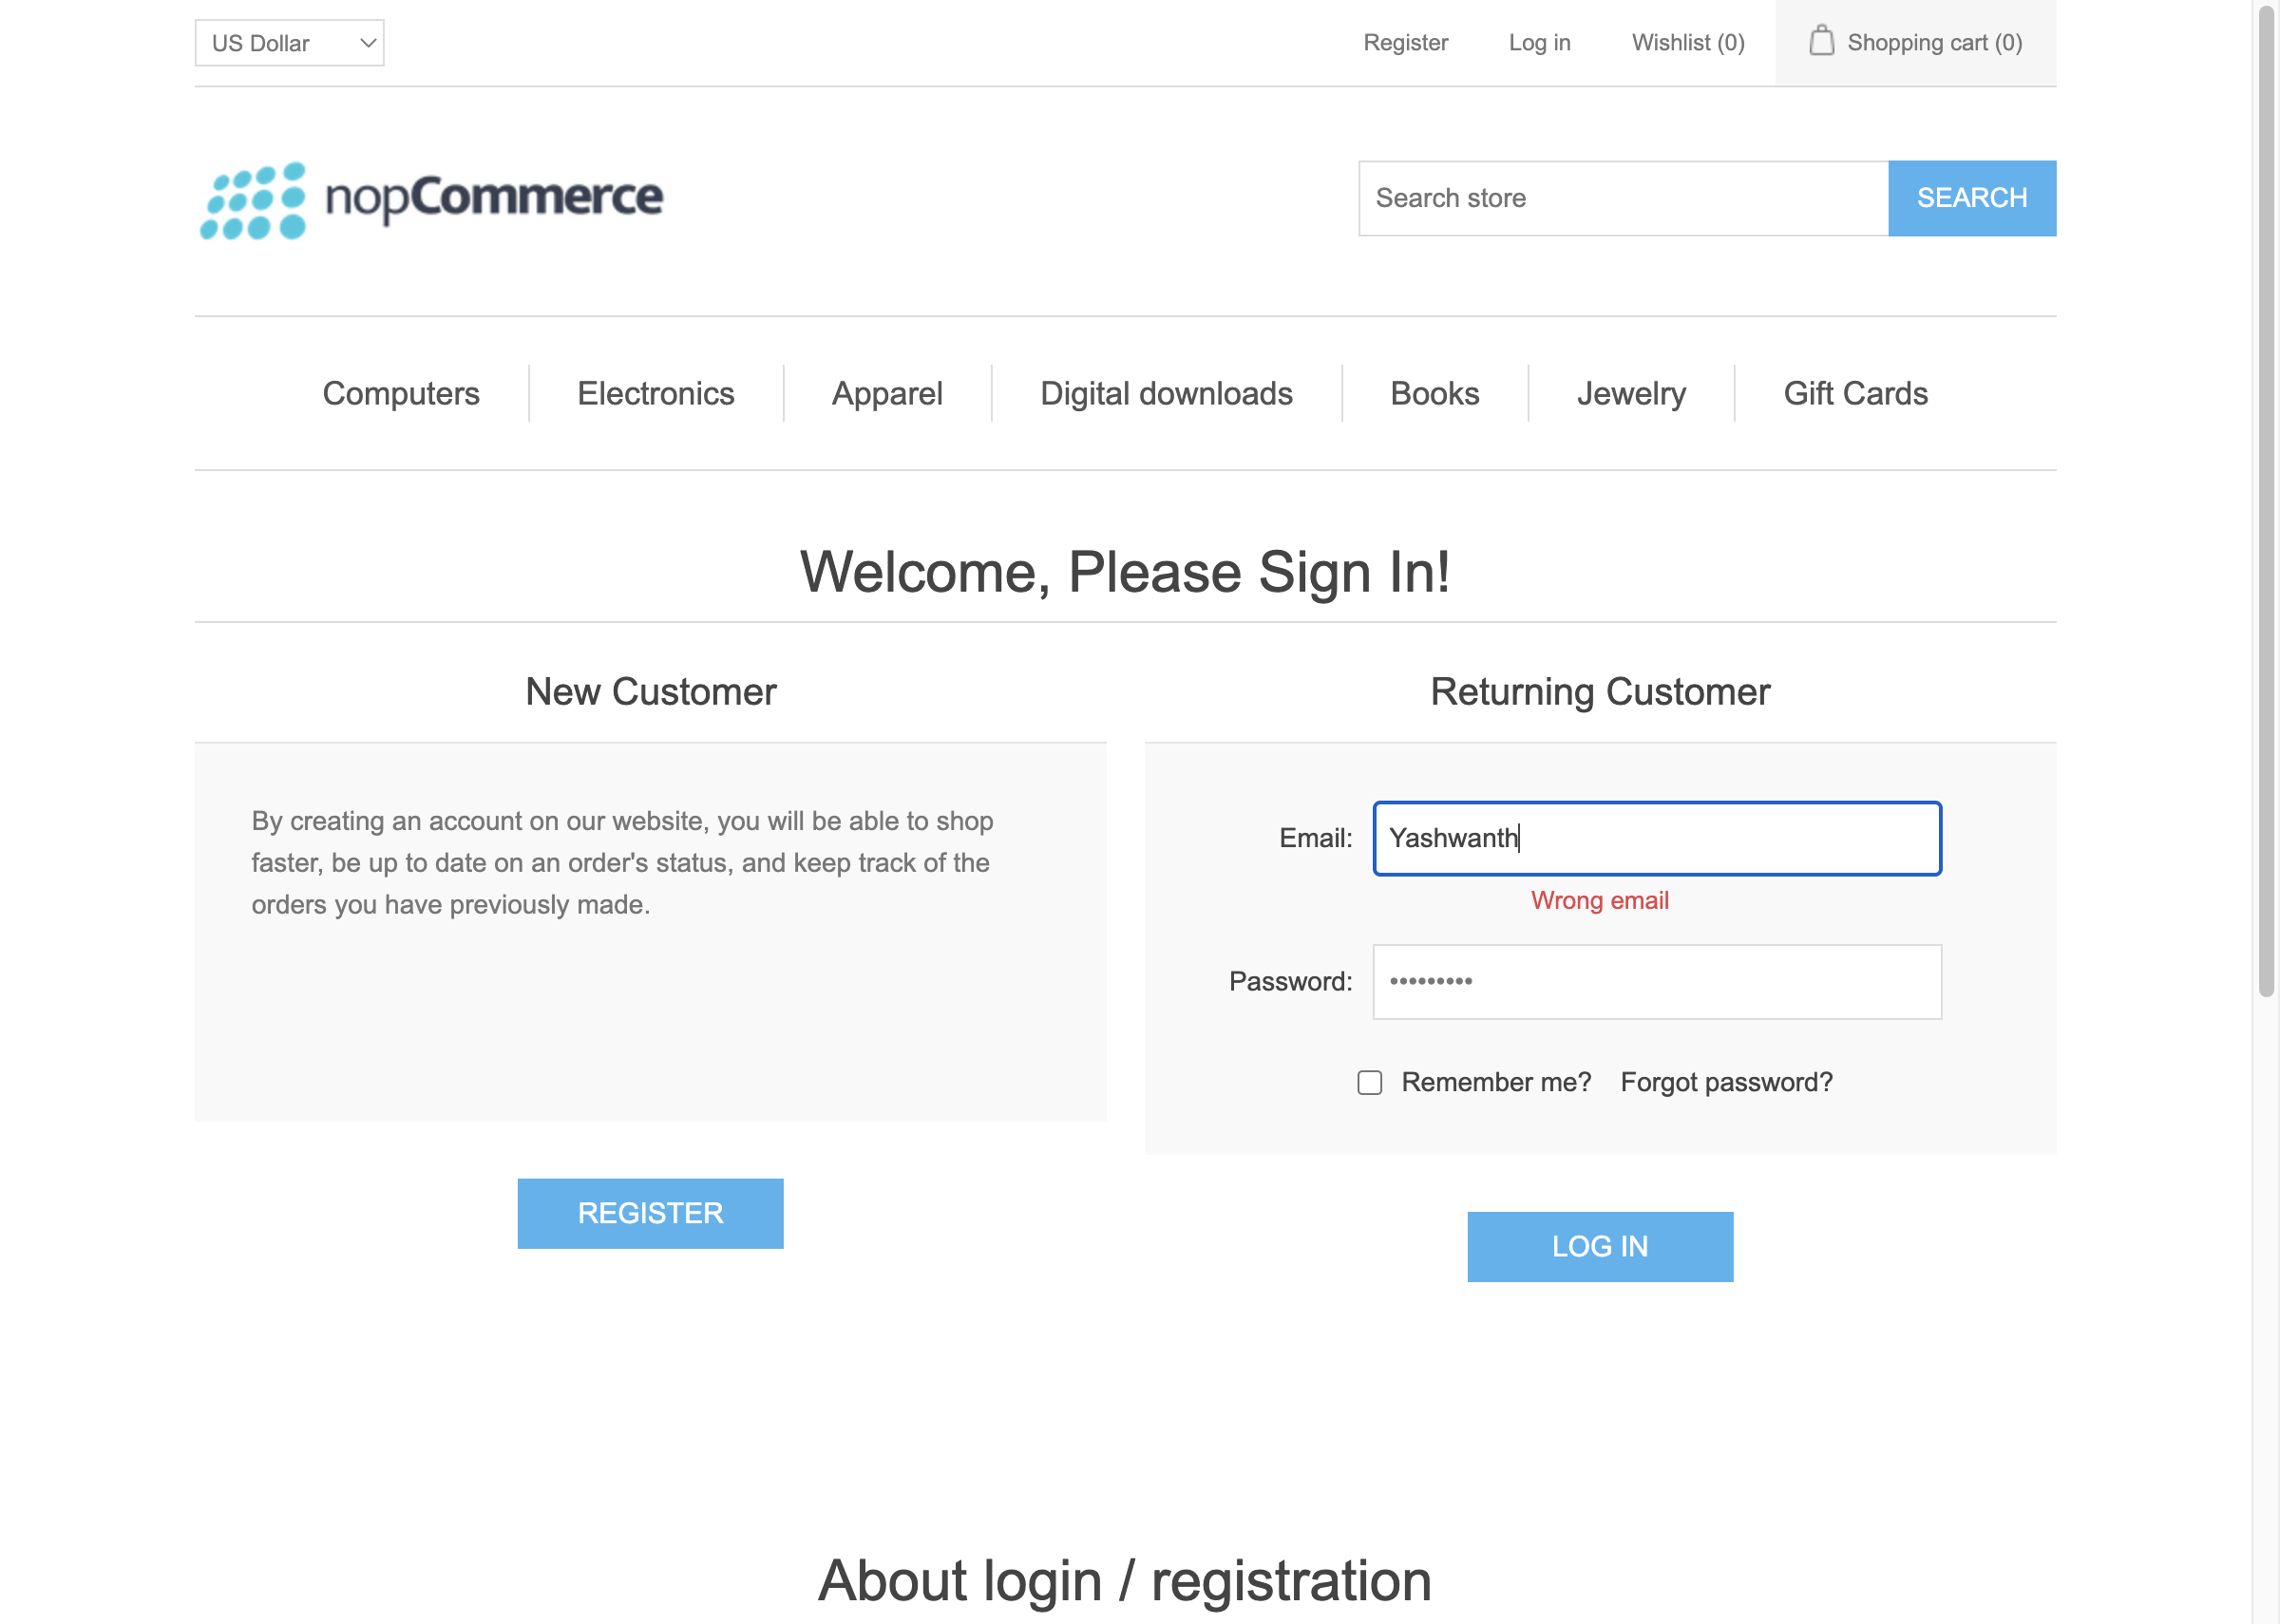 US Dollar
Register Log in Wishlist (0) Shopping cart (0)
nopCommerce
Search store SEARCH
Computers Electronics Apparel Digital downloads Books Jewelry Gift Cards
Welcome, Please Sign In!
New Customer
By creating an account on our website, you will be able to shop
faster, be up to date on an order's status, and keep track of the
orders you have previously made.
REGISTER
Returning Customer
Email: Yashwanth
Wrong email
Password: •••••••••
Remember me? Forgot password?
LOG IN
About login / registration